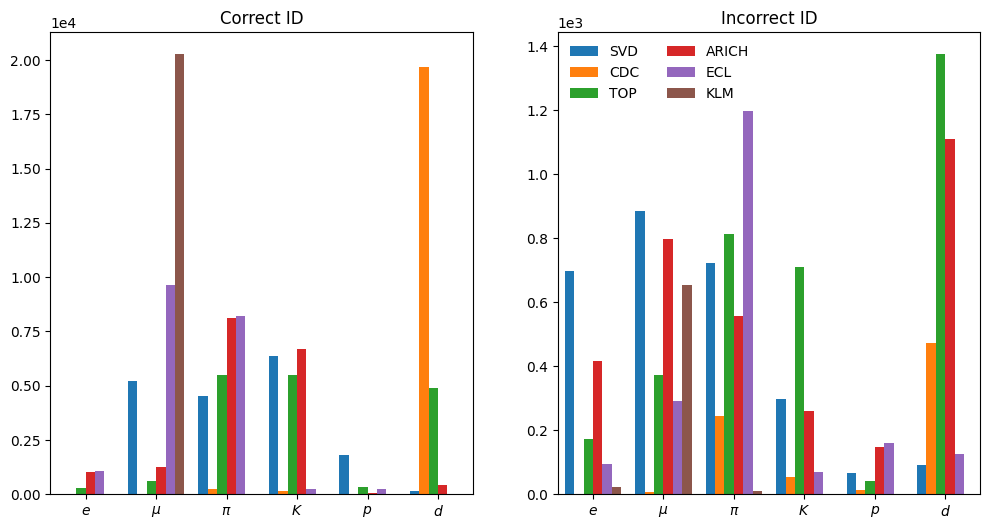 Correct ID
1e4
2.00
1.75
1.50
1.25
1.00
0.75
0.50
0.25
0.00
e
μ
π
K
p
d
Incorrect ID
1e3
1.4
1.2
1.0
0.8
0.6
0.4
0.2
0.0
SVD
CDC
TOP
ARICH
ECL
KLM
e
μ
π
K
p
d